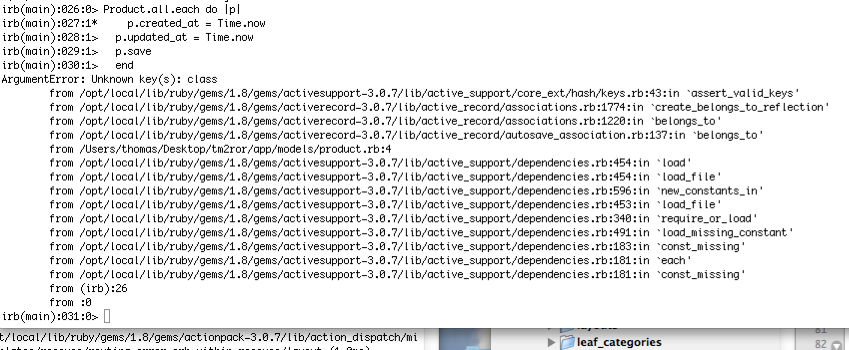 irb(main):026:0> Product.all.each do |p|
irb(main):027:1*    p.created_at = Time.now
irb(main):028:1>  p.updated_at = Time.now
irb(main):029:1>  p.save
irb(main):030:1>  end
ArgumentError: Unknown key(s): class
	from /opt/local/lib/ruby/gems/1.8/gems/activesupport-3.0.7/lib/active_support/core_ext/hash/keys.rb:43:in `assert_valid_keys'
	from /opt/local/lib/ruby/gems/1.8/gems/activerecord-3.0.7/lib/active_record/associations.rb:1774:in `create_belongs_to_reflection'
	from /opt/local/lib/ruby/gems/1.8/gems/activerecord-3.0.7/lib/active_record/associations.rb:1220:in `belongs_to'
	from /opt/local/lib/ruby/gems/1.8/gems/activerecord-3.0.7/lib/active_record/autosave_association.rb:137:in `belongs_to'
	from /Users/thomas/Desktop/tm2ror/app/models/product.rb:4
	from /opt/local/lib/ruby/gems/1.8/gems/activesupport-3.0.7/lib/active_support/dependencies.rb:454:in `load'
	from /opt/local/lib/ruby/gems/1.8/gems/activesupport-3.0.7/lib/active_support/dependencies.rb:454:in `load_file'
	from /opt/local/lib/ruby/gems/1.8/gems/activesupport-3.0.7/lib/active_support/dependencies.rb:596:in `new_constants_in'
	from /opt/local/lib/ruby/gems/1.8/gems/activesupport-3.0.7/lib/active_support/dependencies.rb:453:in `load_file'
	from /opt/local/lib/ruby/gems/1.8/gems/activesupport-3.0.7/lib/active_support/dependencies.rb:340:in `require_or_load'
	from /opt/local/lib/ruby/gems/1.8/gems/activesupport-3.0.7/lib/active_support/dependencies.rb:491:in `load_missing_constant'
	from /opt/local/lib/ruby/gems/1.8/gems/activesupport-3.0.7/lib/active_support/dependencies.rb:183:in `const_missing'
	from /opt/local/lib/ruby/gems/1.8/gems/activesupport-3.0.7/lib/active_support/dependencies.rb:181:in `each'
	from /opt/local/lib/ruby/gems/1.8/gems/activesupport-3.0.7/lib/active_support/dependencies.rb:181:in `const_missing'
	from (irb):26
	from :0
irb(main):031:0>
t/local/lib/ruby/gems/1.8/gems/actionpack-3.0.7/lib/action_dispatch/mi
81
leaf_categories
82